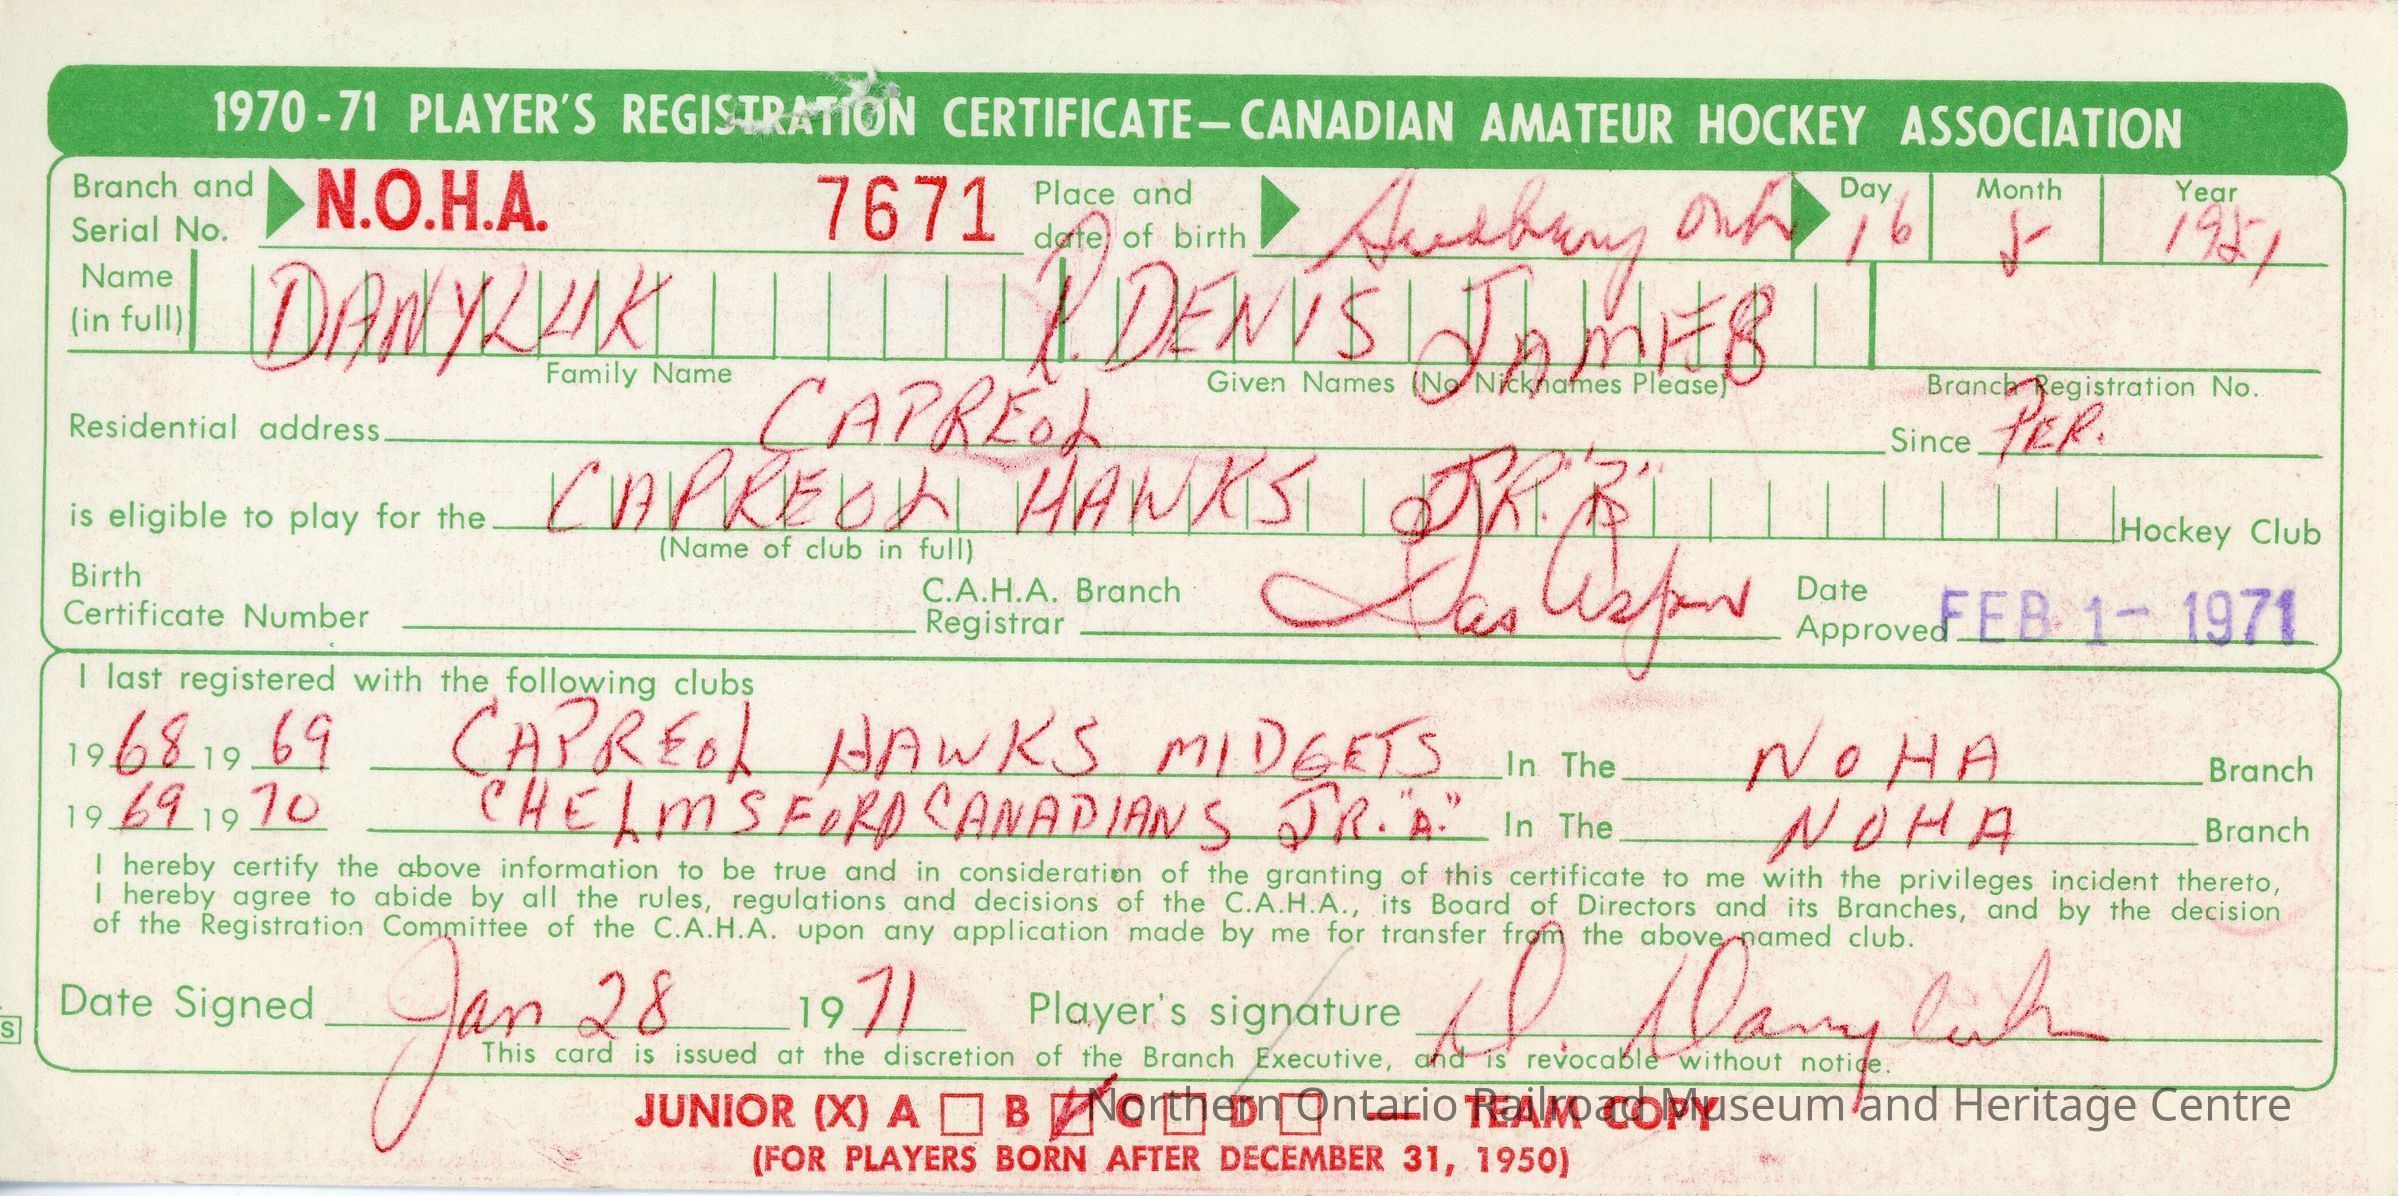 1970-71 PLAYER'S REGISTRATION CERTIFICATE—CANADIAN AMATEUR HOCKEY ASSOCIATION
Branch and Serial No. N.O.H.A. 7671 Place and date of birth Sudbury Ont Day 16 Month 5 Year 1951
Name (in full) DANYLUK P. DENIS JAMES
Family Name Given Names (No Nicknames Please) Branch Registration No.
Residential address CAPREOL Since PER.
is eligible to play for the CAPREOL HAWKS JR. "B" Hockey Club
(Name of club in full)
Birth Certificate Number C.A.H.A. Branch Registrar Date Approved FEB 1- 1971
I last registered with the following clubs
1968 1969 CAPREOL HAWKS MIDGETS In The NOHA Branch
1969 1970 CHELMSFORD CANADIANS JR. "A." In The NOHA Branch
I hereby certify the above information to be true and in consideration of the granting of this certificate to me with the privileges incident thereto,
I hereby agree to abide by all the rules, regulations and decisions of the C.A.H.A., its Board of Directors and its Branches, and by the decision
of the Registration Committee of the C.A.H.A. upon any application made by me for transfer from the above named club.
Date Signed Jan 28 1971 Player's signature D. Danyluk
This card is issued at the discretion of the Branch Executive, and is revocable without notice.
JUNIOR (X) A B C D — TEAM COPY
Northern Ontario Railroad Museum and Heritage Centre
(FOR PLAYERS BORN AFTER DECEMBER 31, 1950)